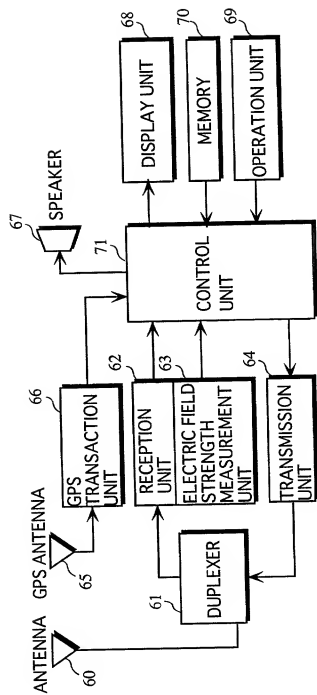 ANTENNA
60
GPS ANTENNA
65
66
GPS
TRANSACTION
UNIT
67
SPEAKER
61
DUPLEXER
62
RECEPTION
UNIT
63
ELECTRIC FIELD
STRENGTH
MEASUREMENT
UNIT
64
TRANSMISSION
UNIT
71
CONTROL
UNIT
68
DISPLAY UNIT
70
MEMORY
69
OPERATION UNIT